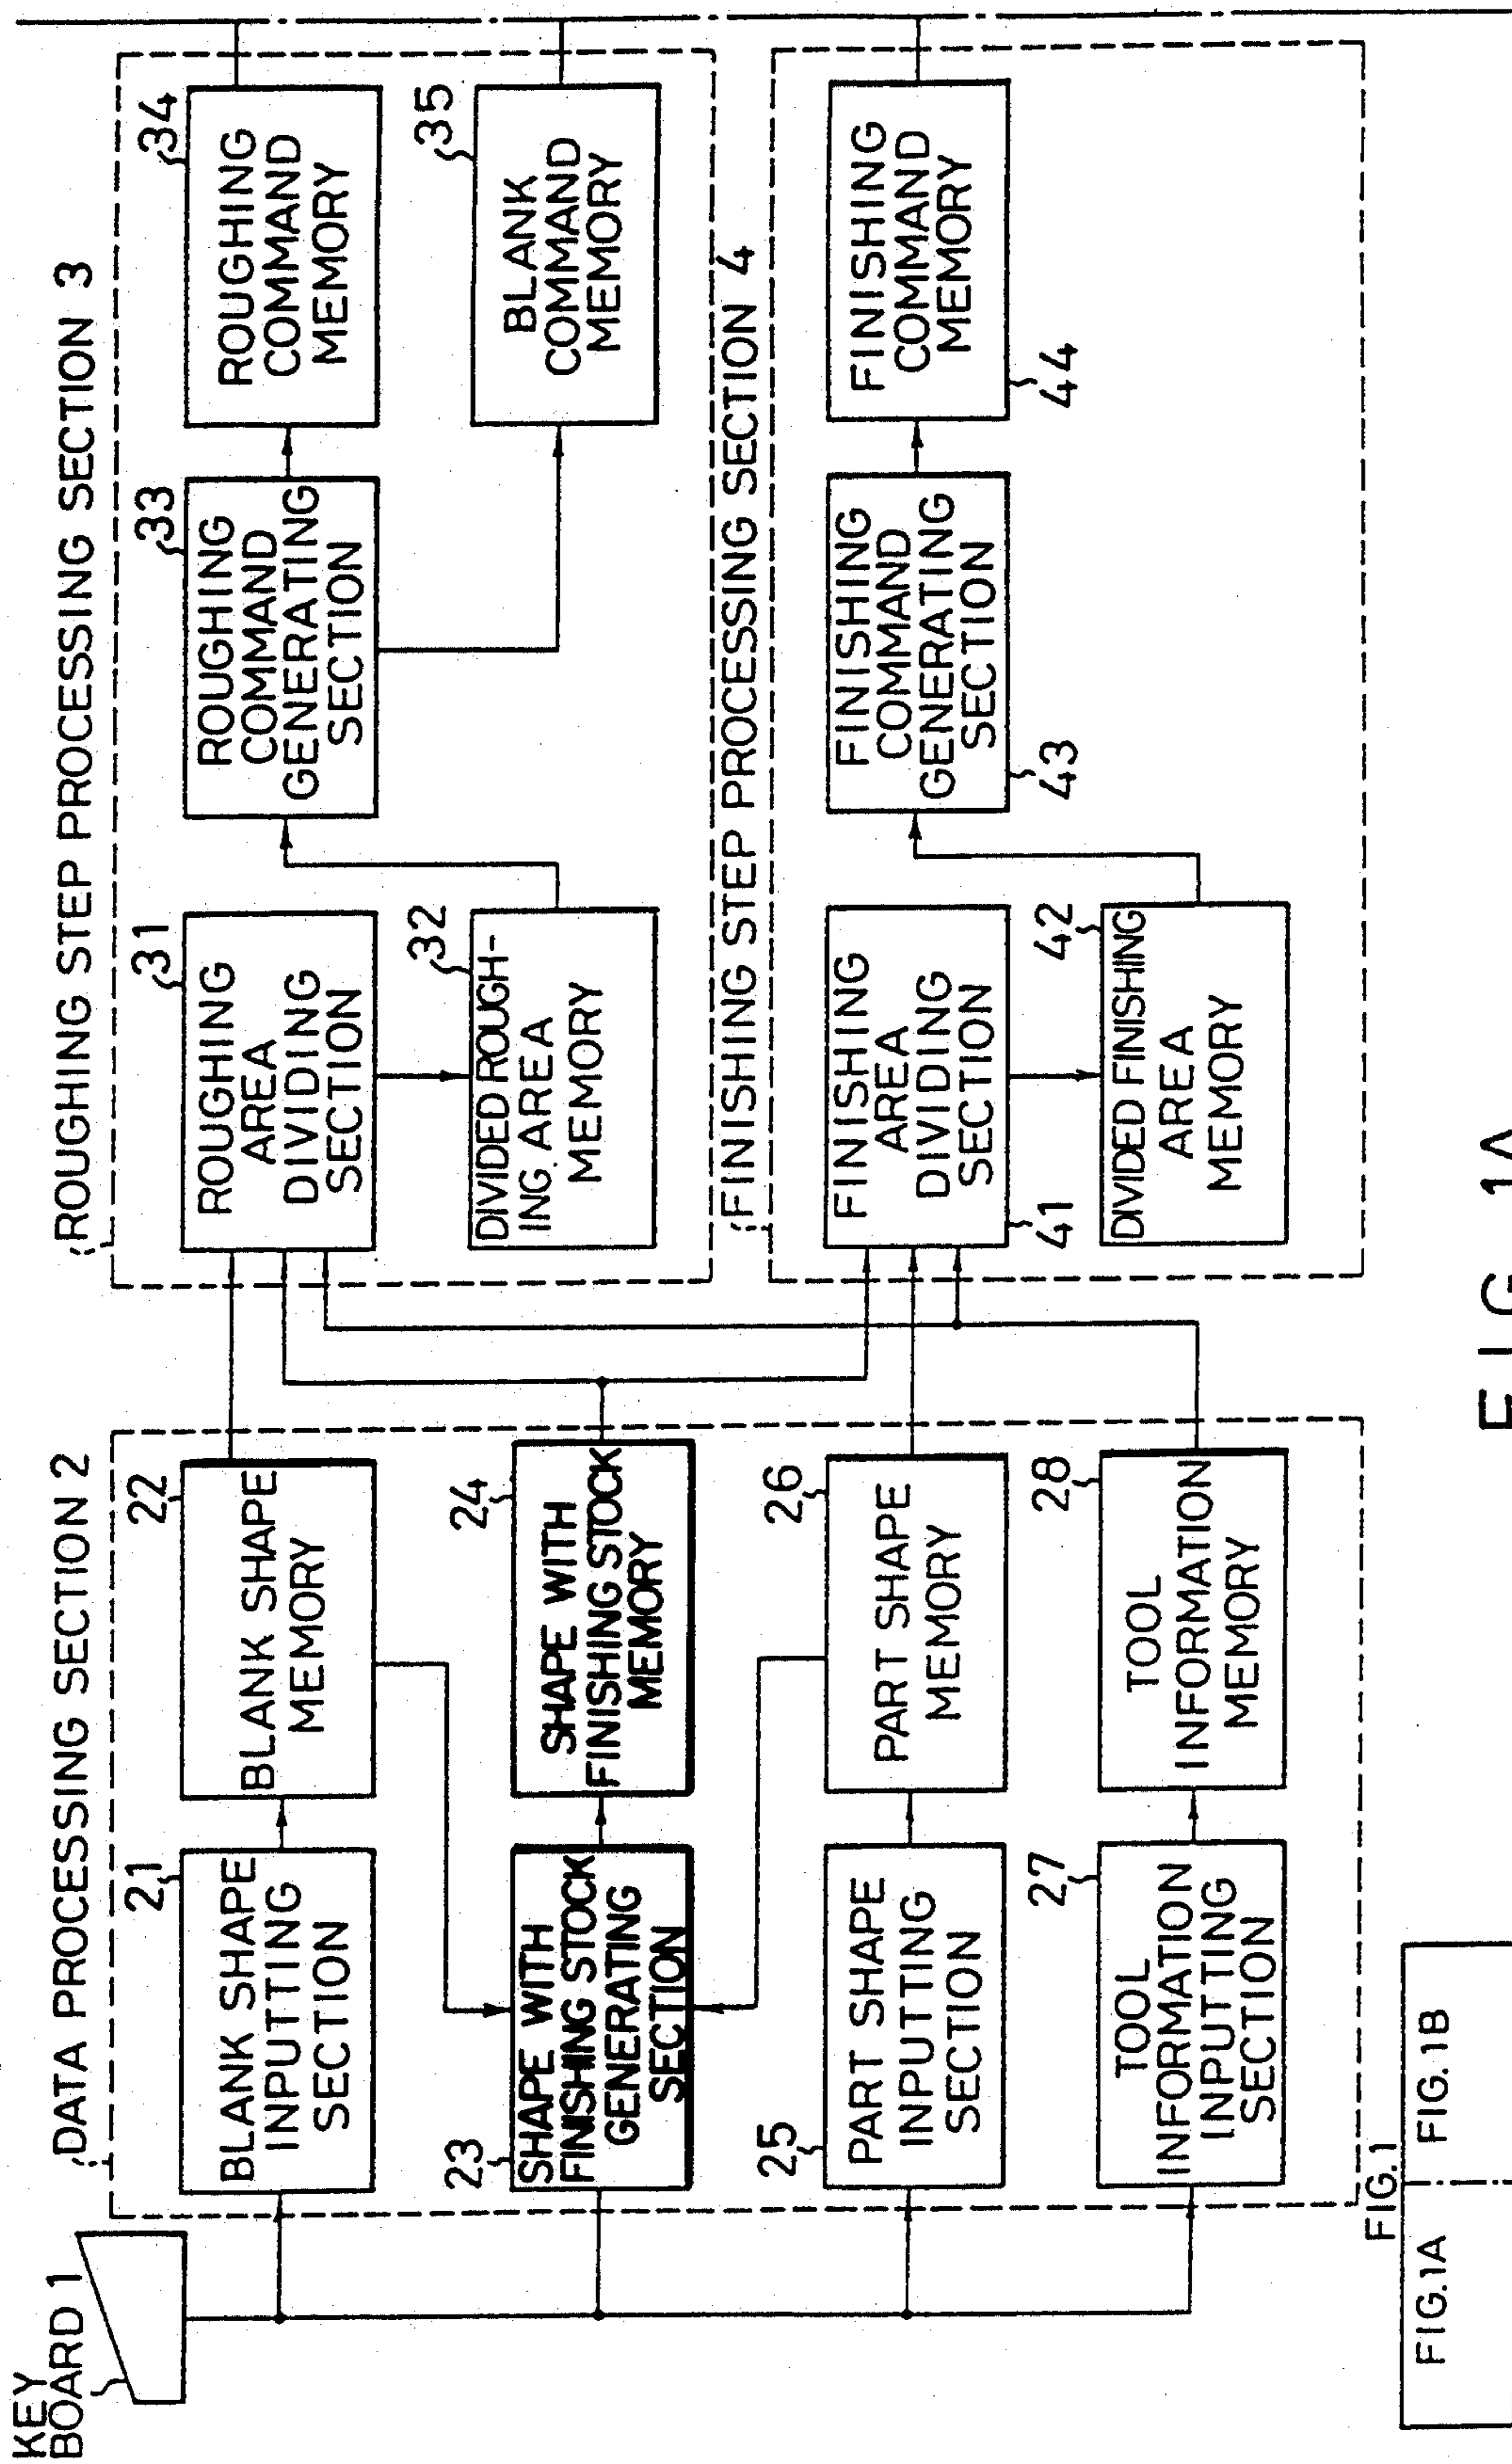 KEY
BOARD 1
DATA PROCESSING SECTION 2
21
BLANK SHAPE
INPUTTING
SECTION
22
BLANK SHAPE
MEMORY
23
SHAPE WITH
FINISHING STOCK
GENERATING
SECTION
24
SHAPE WITH
FINISHING STOCK
MEMORY
25
PART SHAPE
INPUTTING
SECTION
26
PART SHAPE
MEMORY
27
TOOL
INFORMATION
INPUTTING
SECTION
28
TOOL
INFORMATION
MEMORY
ROUGHING STEP PROCESSING SECTION 3
31
ROUGHING
AREA
DIVIDING
SECTION
32
DIVIDED ROUGH-
ING. AREA
MEMORY
33
ROUGHING
COMMAND
GENERATING
SECTION
34
ROUGHING
COMMAND
MEMORY
35
BLANK
COMMAND
MEMORY
FINISHING STEP PROCESSING SECTION 4
41
FINISHING
AREA
DIVIDING
SECTION
42
DIVIDED FINISHING
AREA
MEMORY
43
FINISHING
COMMAND
GENERATING
SECTION
44
FINISHING
COMMAND
MEMORY
FIG.1
FIG.1A
FIG.1B
FIG. 1A